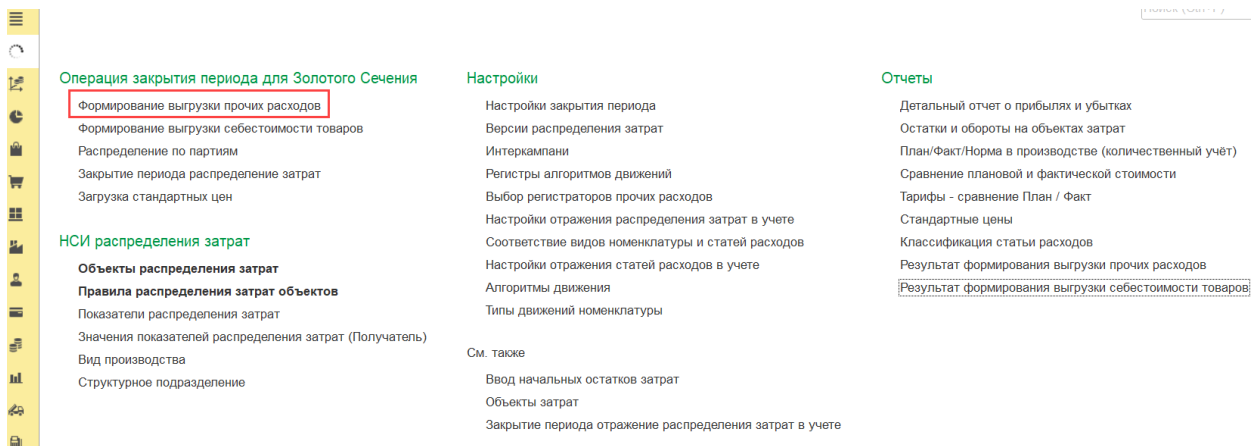 Операция закрытия периода для Золотого Сечения
Формирование выгрузки прочих расходов
Формирование выгрузки себестоимости товаров
Распределение по партиям
Закрытие периода распределение затрат
Загрузка стандартных цен
НСИ распределения затрат
Объекты распределения затрат
Правила распределения затрат объектов
Показатели распределения затрат
Значения показателей распределения затрат (Получатель)
Вид производства
Структурное подразделение
Настройки
Настройки закрытия периода
Версии распределения затрат
Интеркампани
Регистры алгоритмов движений
Выбор регистраторов прочих расходов
Настройки отражения распределения затрат в учете
Соответствие видов номенклатуры и статей расходов
Настройки отражения статей расходов в учете
Алгоритмы движения
Типы движений номенклатуры
См. также
Ввод начальных остатков затрат
Объекты затрат
Закрытие периода отражение распределения затрат в учете
Отчеты
Детальный отчет о прибылях и убытках
Остатки и обороты на объектах затрат
План/Факт/Норма в производстве (количественный учёт)
Сравнение плановой и фактической стоимости
Тарифы - сравнение План / Факт
Стандартные цены
Классификация статьи расходов
Результат формирования выгрузки прочих расходов
Результат формирования выгрузки себестоимости товаров